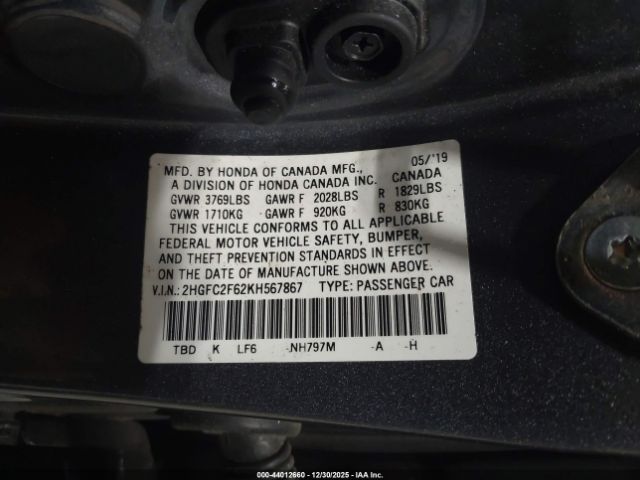 MFD. BY HONDA OF CANADA MFG., 05/'19
A DIVISION OF HONDA CANADA INC. CANADA
GVWR 3769LBS GAWR F 2028LBS R 1829LBS
GVWR 1710KG GAWR F 920KG R 830KG
THIS VEHICLE CONFORMS TO ALL APPLICABLE
FEDERAL MOTOR VEHICLE SAFETY, BUMPER,
AND THEFT PREVENTION STANDARDS IN EFFECT
ON THE DATE OF MANUFACTURE SHOWN ABOVE.
V.I.N.: 2HGFC2F62KH567867 TYPE: PASSENGER CAR
TBD K LF6 -NH797M -A -H
000-44012660 - 12/30/2025 - IAA Inc.